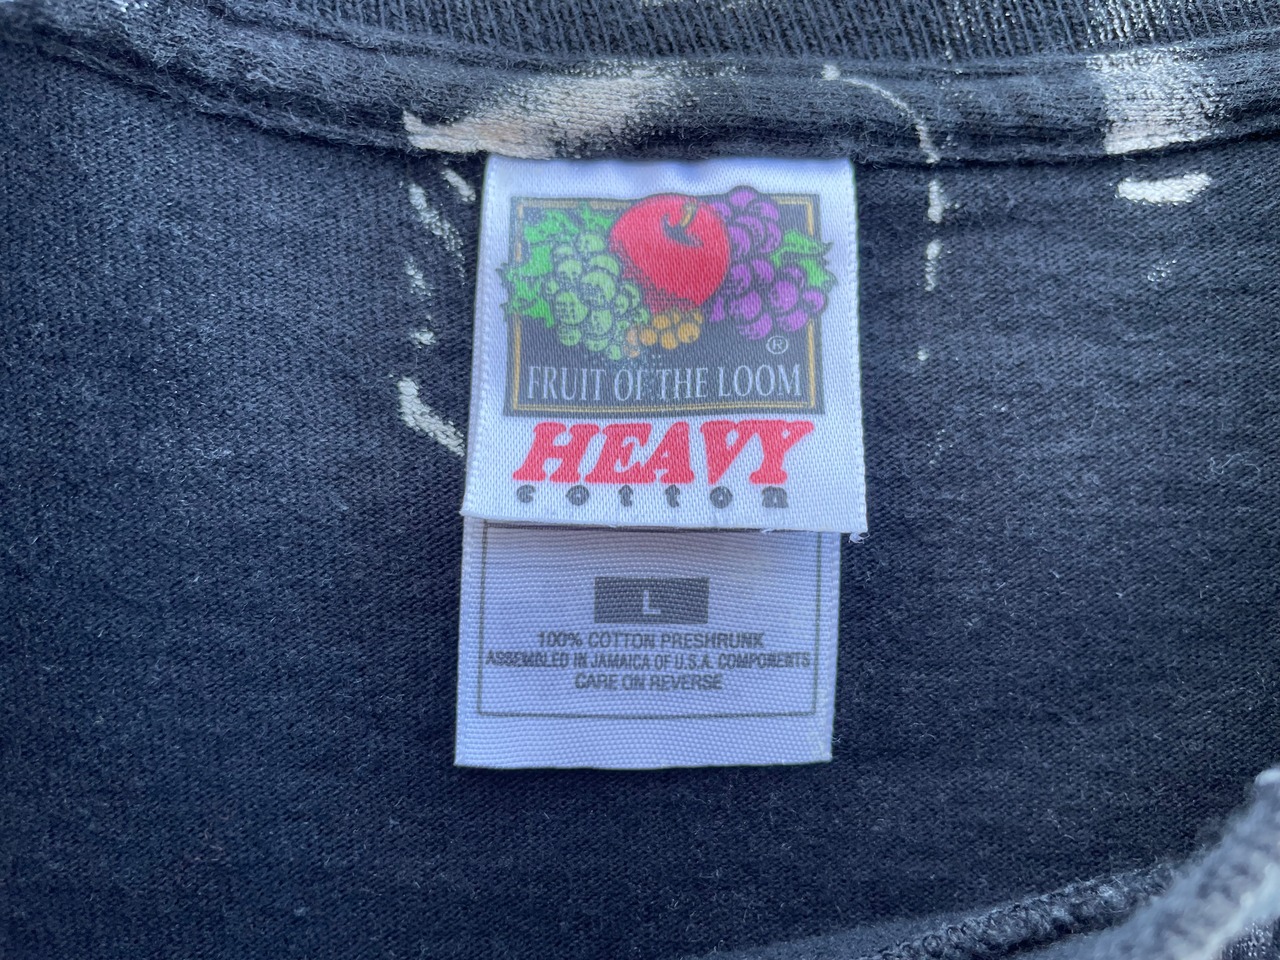 ®
FRUIT OF THE LOOM
HEAVY
cotton
L
100% COTTON PRESHRUNK
ASSEMBLED IN JAMAICA OF U.S.A. COMPONENTS
CARE ON REVERSE